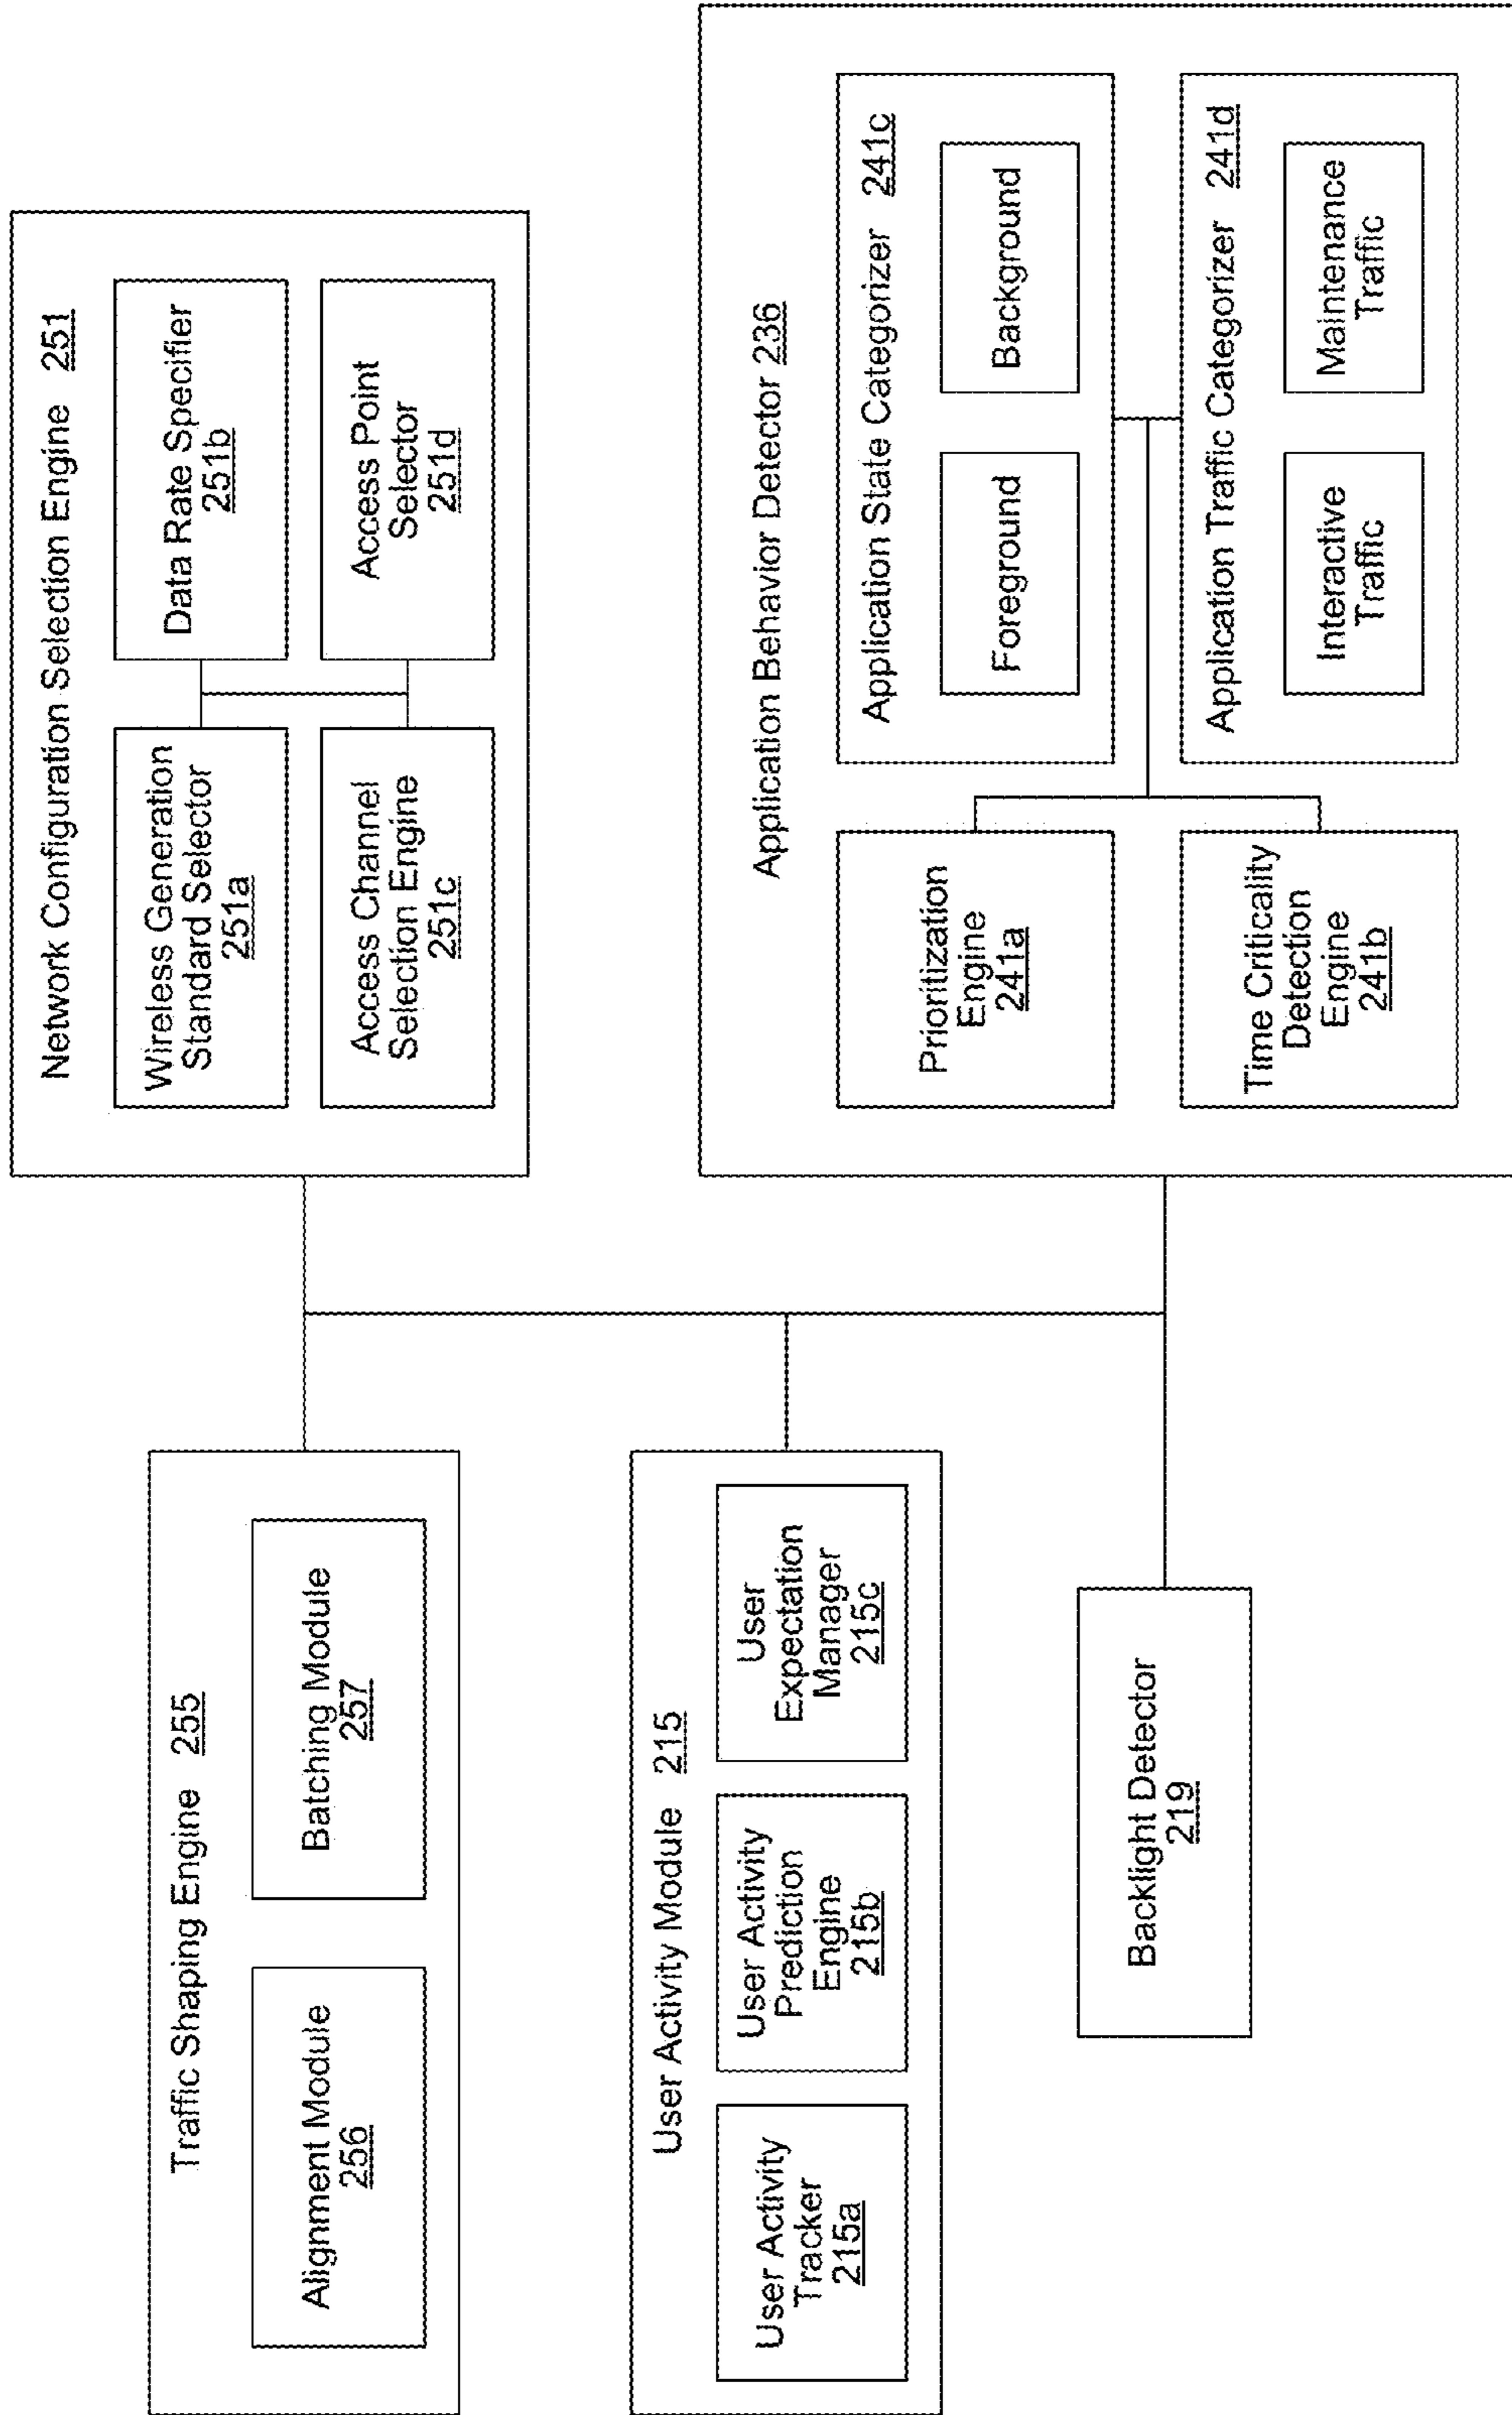 Traffic Shaping Engine 255
Alignment Module
256
Batching Module
257
User Activity Module 215
User Activity
Tracker
215a
User Activity
Prediction
Engine
215b
User
Expectation
Manager
215c
Backlight Detector
219
Network Configuration Selection Engine 251
Wireless Generation
Standard Selector
251a
Data Rate Specifier
251b
Access Channel
Selection Engine
251c
Access Point
Selector
251d
Application Behavior Detector 236
Prioritization
Engine
241a
Time Criticality
Detection
Engine
241b
Application State Categorizer 241c
Foreground
Background
Application Traffic Categorizer 241d
Interactive
Traffic
Maintenance
Traffic